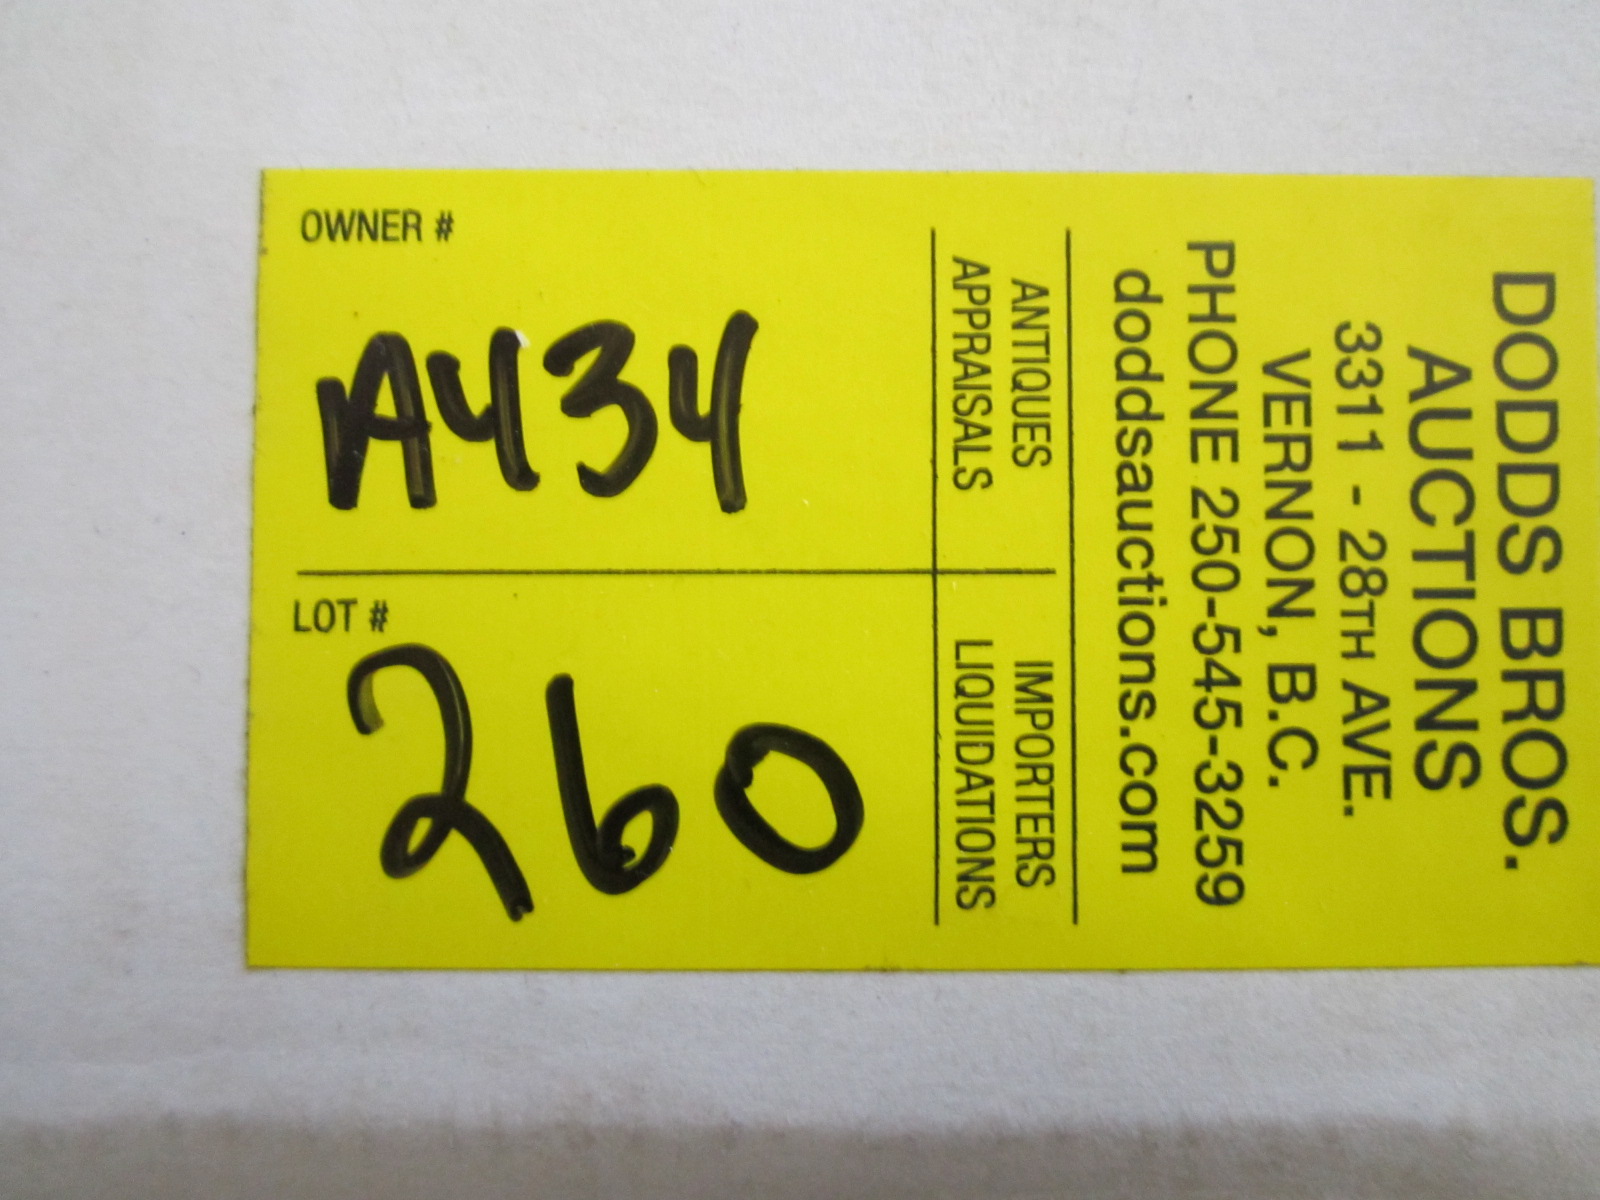 DODDS BROS.
AUCTIONS
3311 - 28TH AVE.
VERNON, B.C.
PHONE 250-545-3259
doddsauctions.com
ANTIQUES
APPRAISALS
IMPORTERS
LIQUIDATIONS
OWNER #
A434
LOT #
260